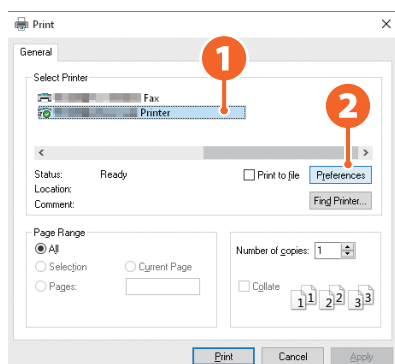 Print
General
1
Select Printer
Fax
Printer
2
Status: Ready
Location:
Comment:
Print to file
Preferences
Find Printer...
Page Range
All
Selection
Current Page
Pages:
Number of copies: 1
Collate
1 1 2 2 3 3
Print Cancel Apply